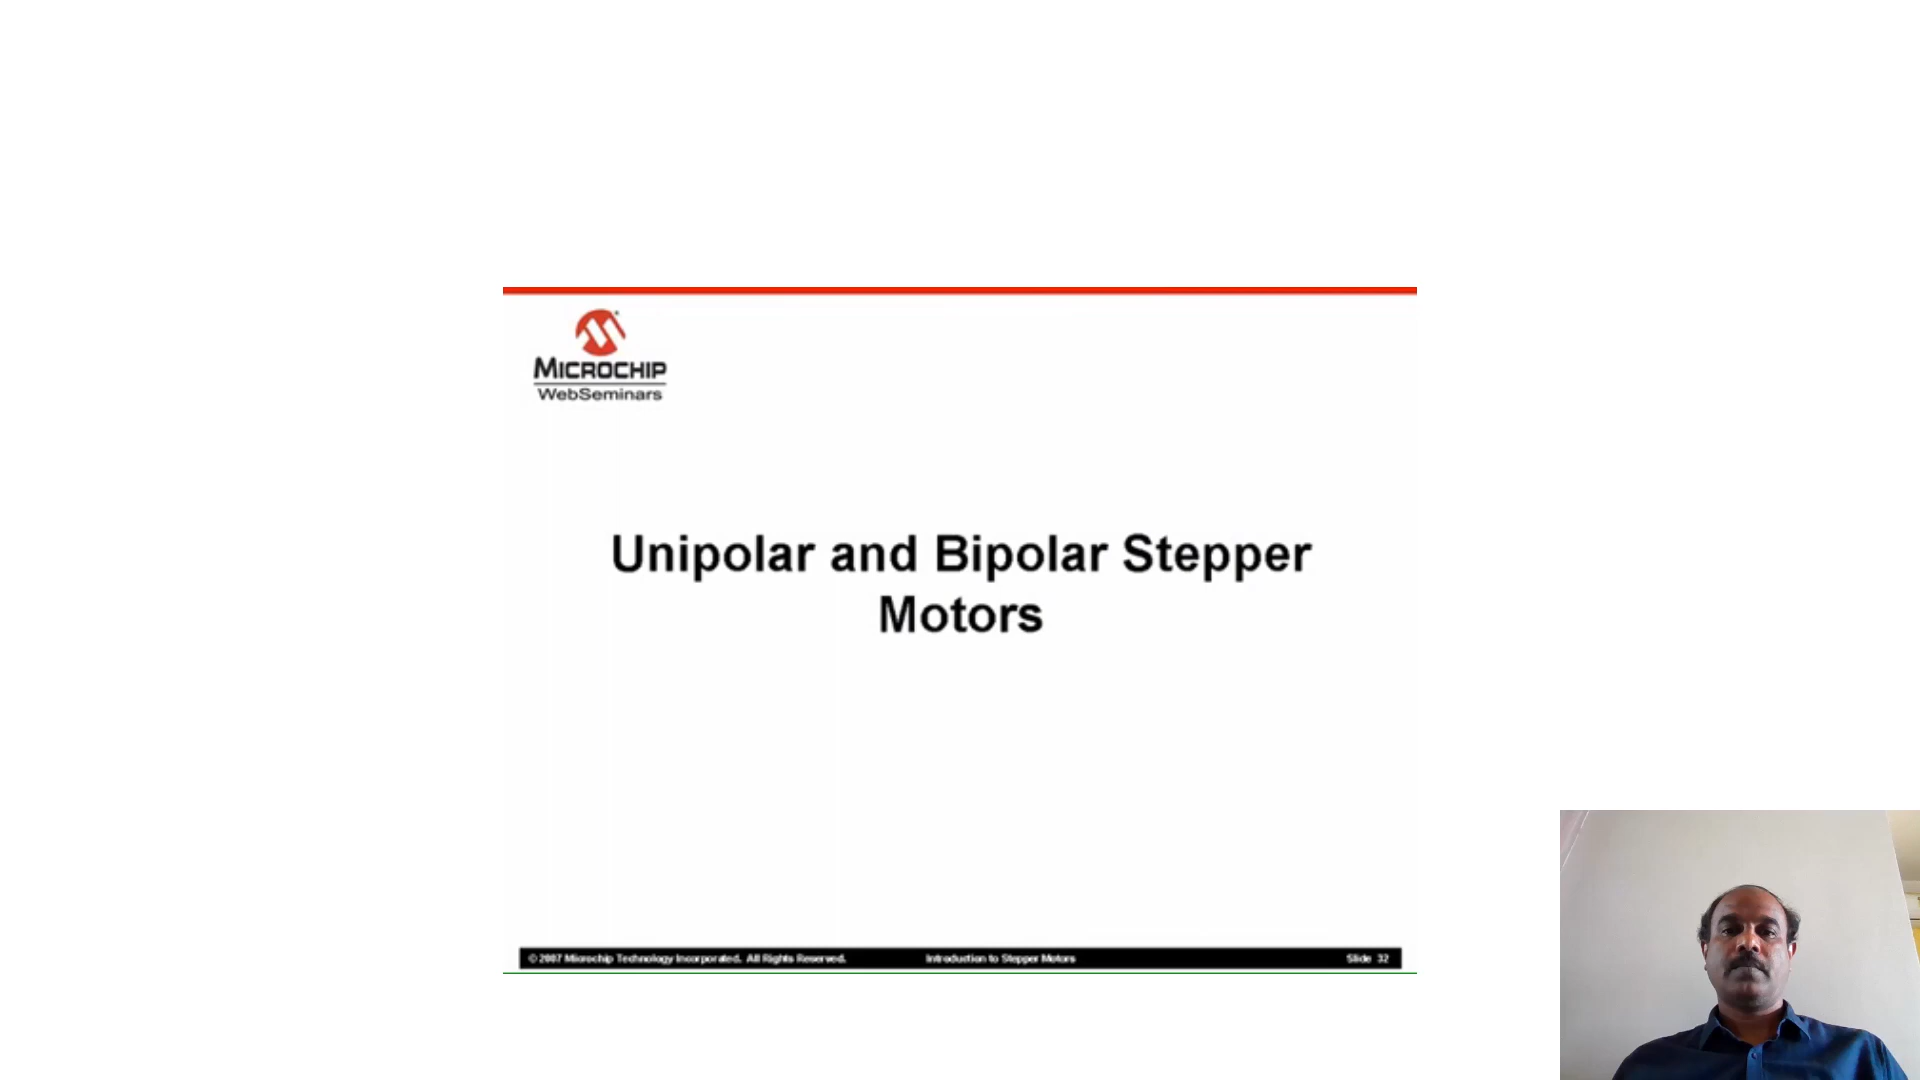 MICROCHIP
WebSeminars
Unipolar and Bipolar Stepper
Motors
© 2007 Microchip Technology Incorporated. All Rights Reserved. Introduction to Stepper Motors Slide 32